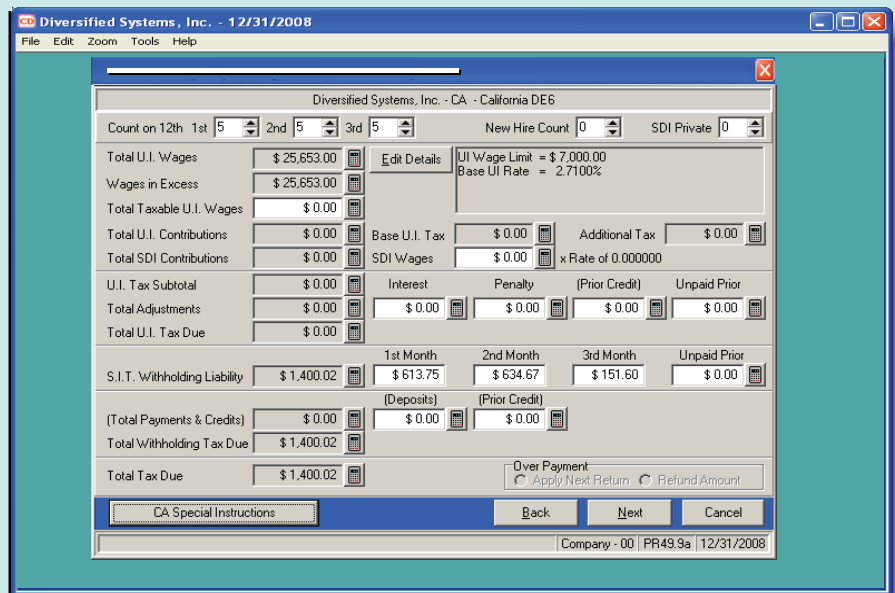 CD Diversified Systems, Inc. - 12/31/2008
File Edit Zoom Tools Help
Diversified Systems, Inc. - CA - California DE6
Count on 12th 1st 5 2nd 5 3rd 5 New Hire Count 0 SDI Private 0
Total U.I. Wages $ 25,653.00 Edit Details UI Wage Limit = $ 7,000.00
Base UI Rate = 2.7100%
Wages in Excess $ 25,653.00
Total Taxable U.I. Wages $ 0.00
Total U.I. Contributions $ 0.00 Base U.I. Tax $ 0.00 Additional Tax $ 0.00
Total SDI Contributions $ 0.00 SDI Wages $ 0.00 x Rate of 0.000000
U.I. Tax Subtotal $ 0.00 Interest Penalty (Prior Credit) Unpaid Prior
Total Adjustments $ 0.00 $ 0.00 $ 0.00 $ 0.00 $ 0.00
Total U.I. Tax Due $ 0.00
1st Month 2nd Month 3rd Month Unpaid Prior
S.I.T. Withholding Liability $ 1,400.02 $ 613.75 $ 634.67 $ 151.60 $ 0.00
(Deposits) (Prior Credit)
(Total Payments & Credits) $ 0.00 $ 0.00 $ 0.00
Total Withholding Tax Due $ 1,400.02
Total Tax Due $ 1,400.02 Over Payment
Apply Next Return Refund Amount
CA Special Instructions Back Next Cancel
Company - 00 PR49.9a 12/31/2008